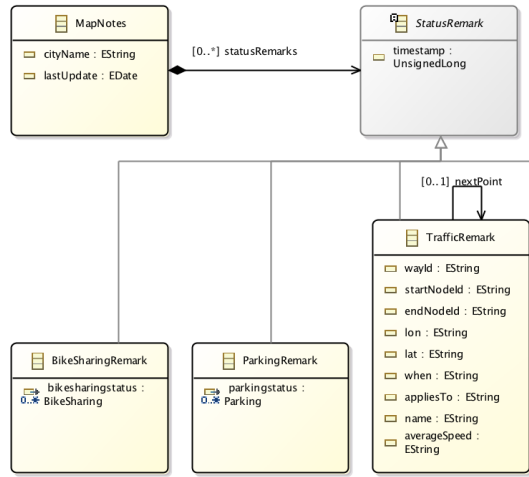 MapNotes
cityName : EString
lastUpdate : EDate
[0..*] statusRemarks
StatusRemark
timestamp :
UnsignedLong
[0..1] nextPoint
TrafficRemark
wayId : EString
startNodeId : EString
endNodeId : EString
lon : EString
lat : EString
when : EString
appliesTo : EString
name : EString
averageSpeed :
EString
BikeSharingRemark
bikesharingstatus :
0..* BikeSharing
ParkingRemark
parkingstatus :
0..* Parking